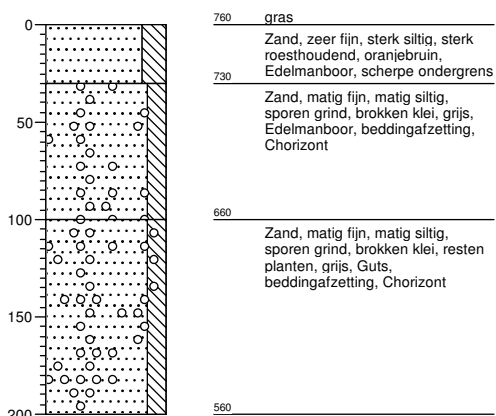 0
760
gras
Zand, zeer fijn, sterk siltig, sterk
roesthoudend, oranjebruin,
Edelmanboor, scherpe ondergrens
730
Zand, matig fijn, matig siltig,
sporen grind, brokken klei, grijs,
Edelmanboor, beddingafzetting,
Chorizont
50
100
660
Zand, matig fijn, matig siltig,
sporen grind, brokken klei, resten
planten, grijs, Guts,
beddingafzetting, Chorizont
150
200
560